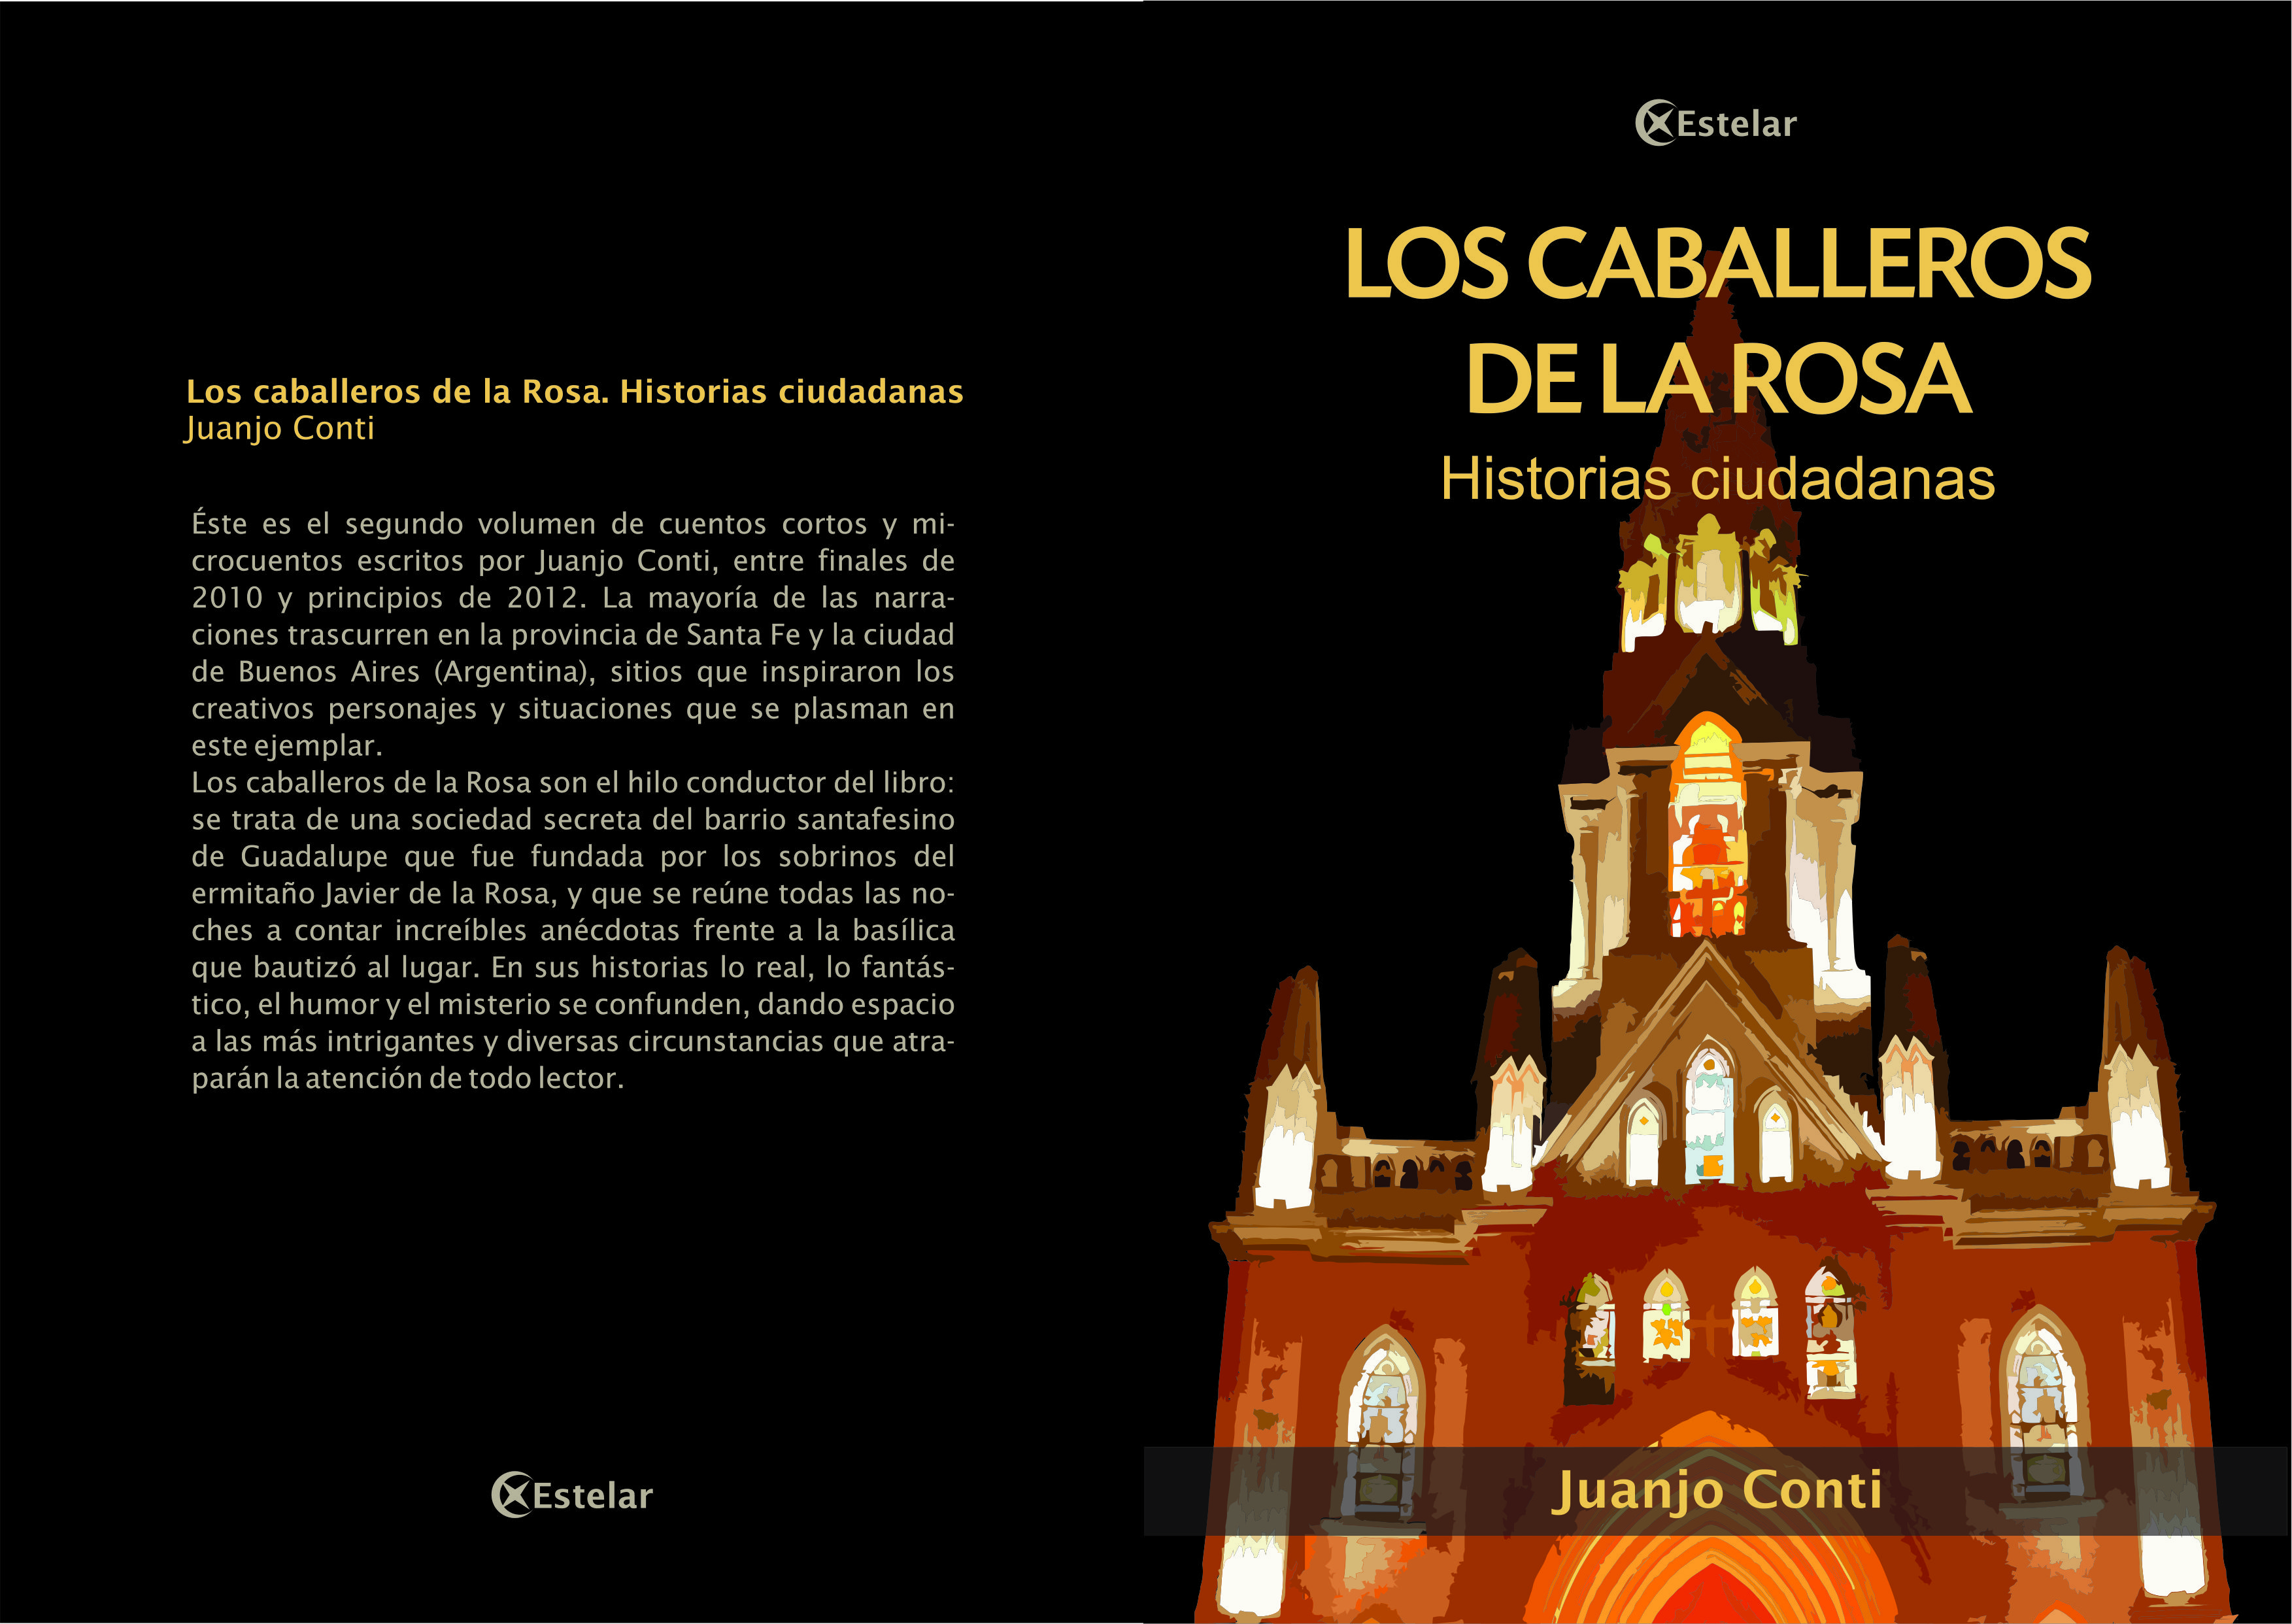 Los caballeros de la Rosa. Historias ciudadanas
Juanjo Conti
Éste es el segundo volumen de cuentos cortos y mi-
crocuentos escritos por Juanjo Conti, entre finales de
2010 y principios de 2012. La mayoría de las narra-
ciones trascurren en la provincia de Santa Fe y la ciudad
de Buenos Aires (Argentina), sitios que inspiraron los
creativos personajes y situaciones que se plasman en
este ejemplar.
Los caballeros de la Rosa son el hilo conductor del libro:
se trata de una sociedad secreta del barrio santafesino
de Guadalupe que fue fundada por los sobrinos del
ermitaño Javier de la Rosa, y que se reúne todas las no-
ches a contar increíbles anécdotas frente a la basílica
que bautizó al lugar. En sus historias lo real, lo fantás-
tico, el humor y el misterio se confunden, dando espacio
a las más intrigantes y diversas circunstancias que atra-
parán la atención de todo lector.
Estelar
Estelar
LOS CABALLEROS
DE LA ROSA
Historias ciudadanas
Juanjo Conti